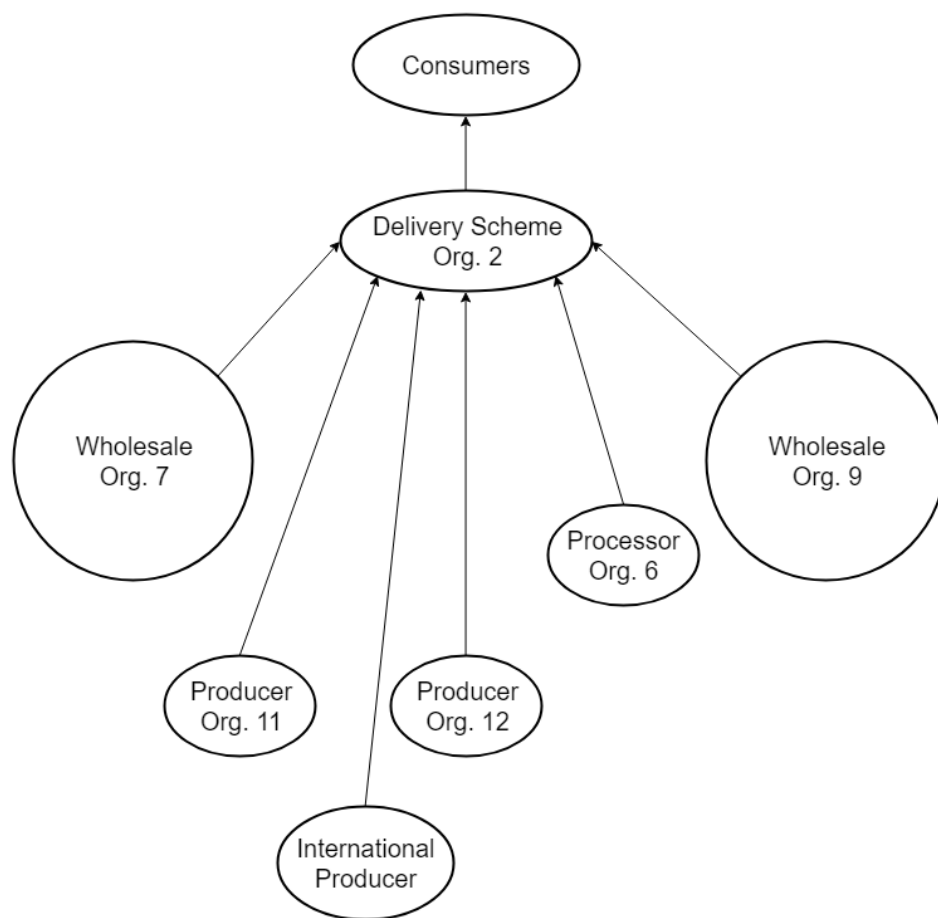 Consumers
Delivery Scheme
Org. 2
Wholesale
Org. 7
Wholesale
Org. 9
Processor
Org. 6
Producer
Org. 11
Producer
Org. 12
International
Producer